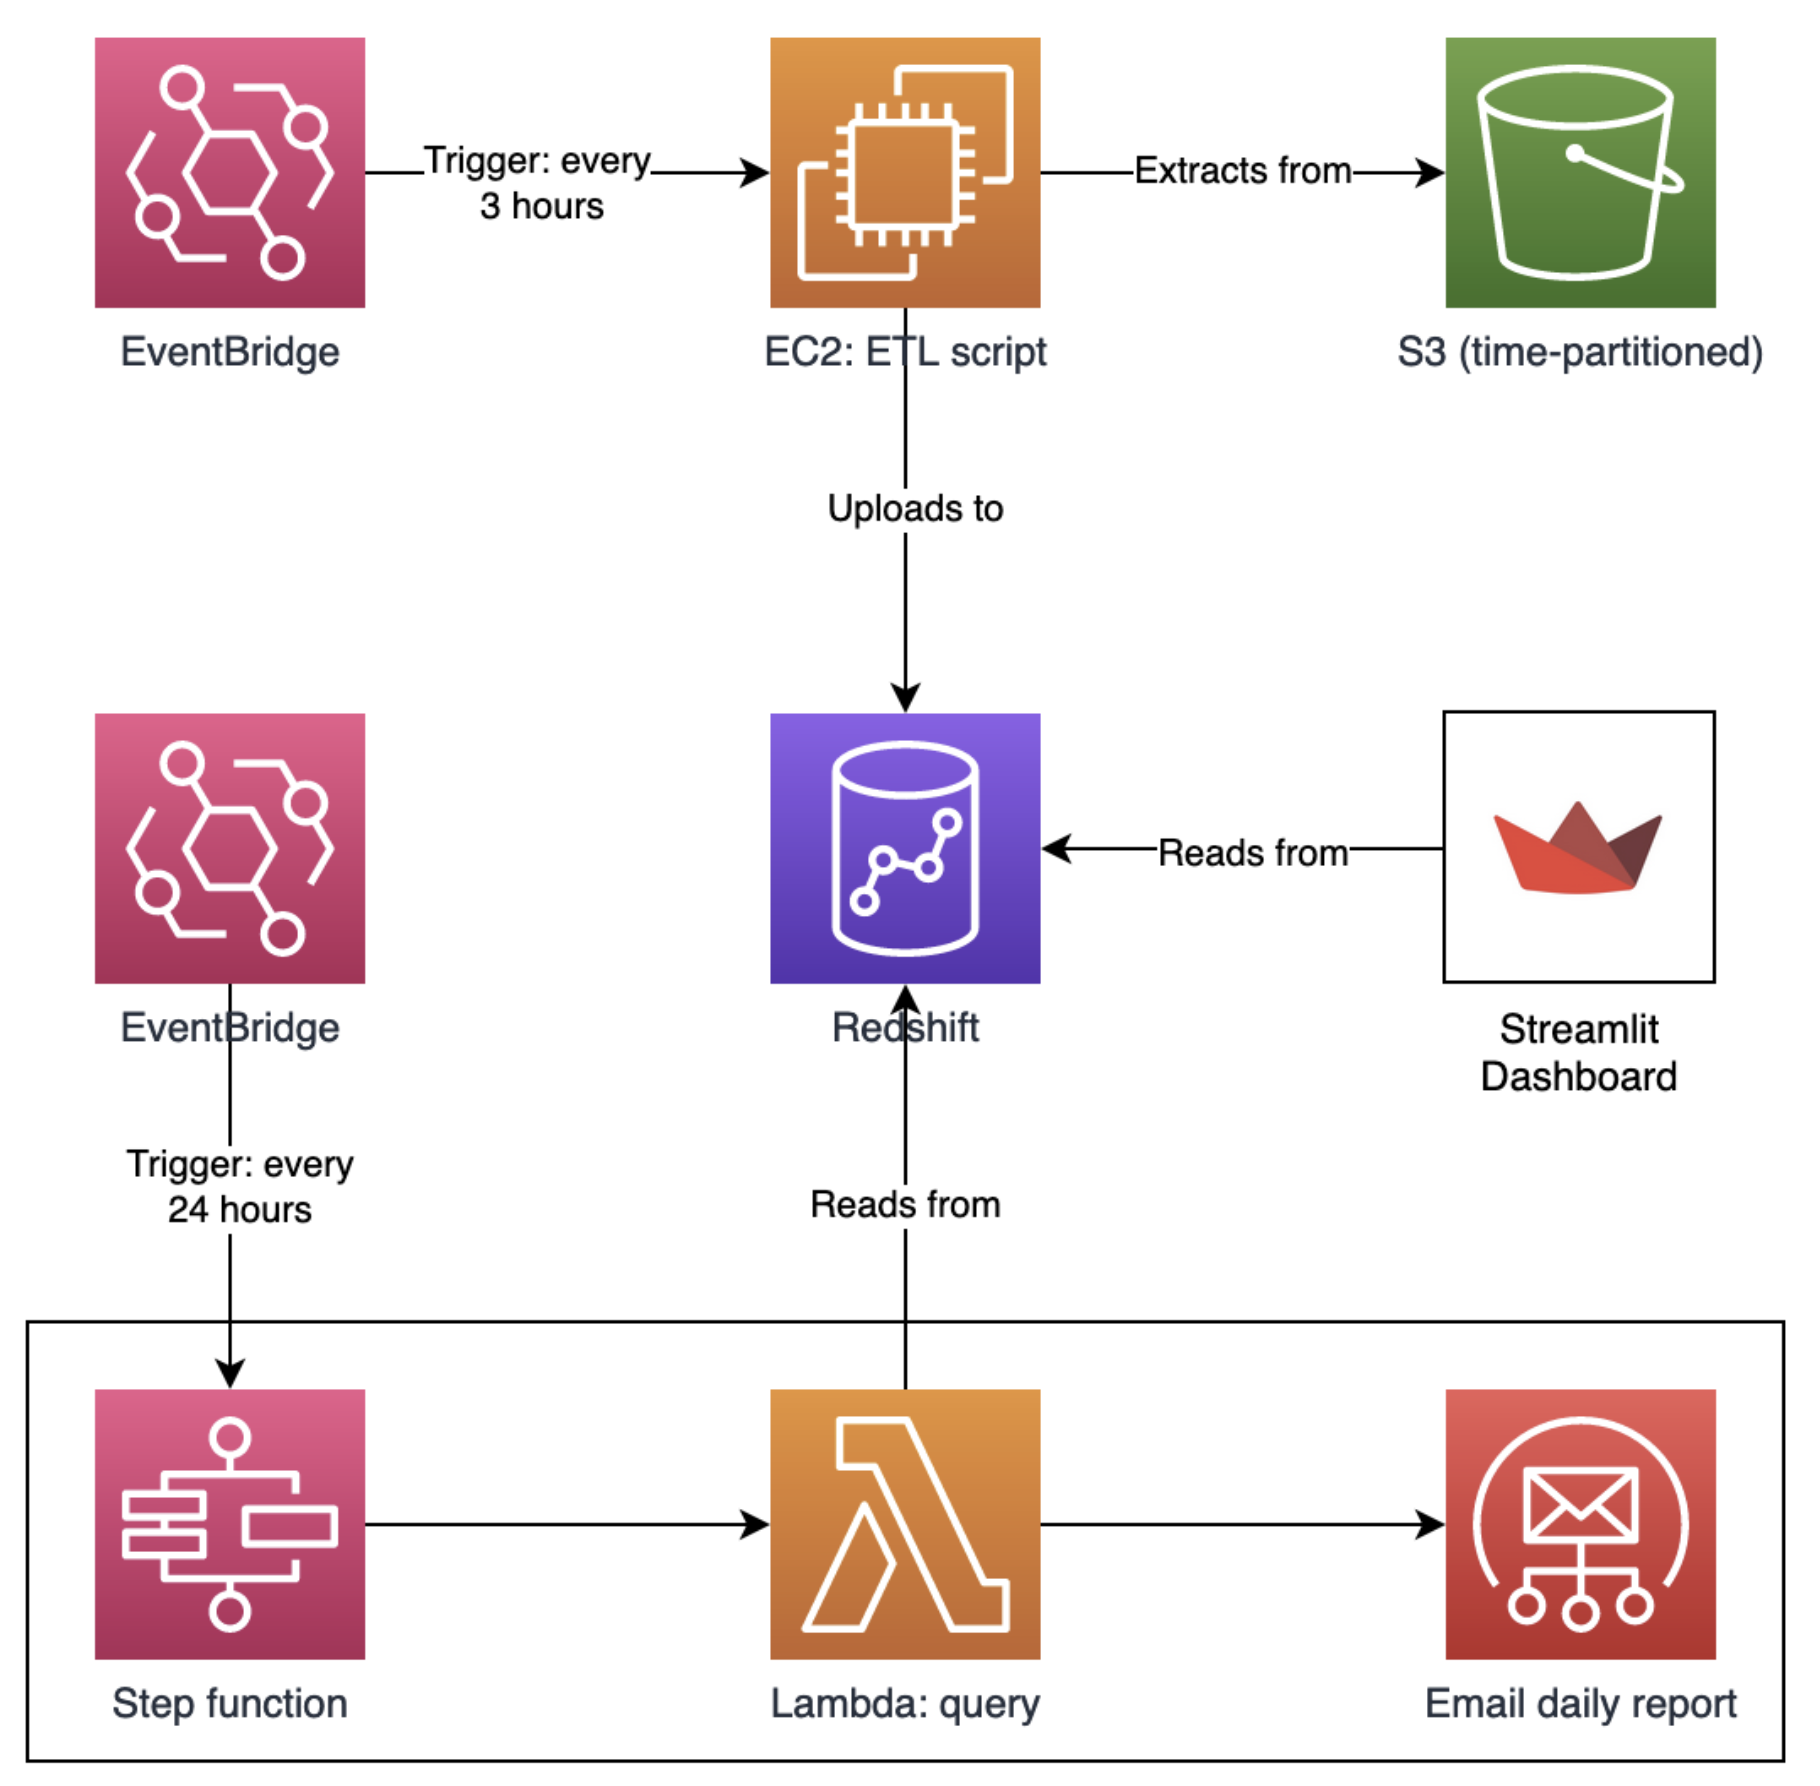 Trigger: every
3 hours
Extracts from
EventBridge
EC2: ETL script
S3 (time-partitioned)
Uploads to
Reads from
EventBridge
Redshift
Streamlit
Dashboard
Trigger: every
24 hours
Reads from
Step function
Lambda: query
Email daily report